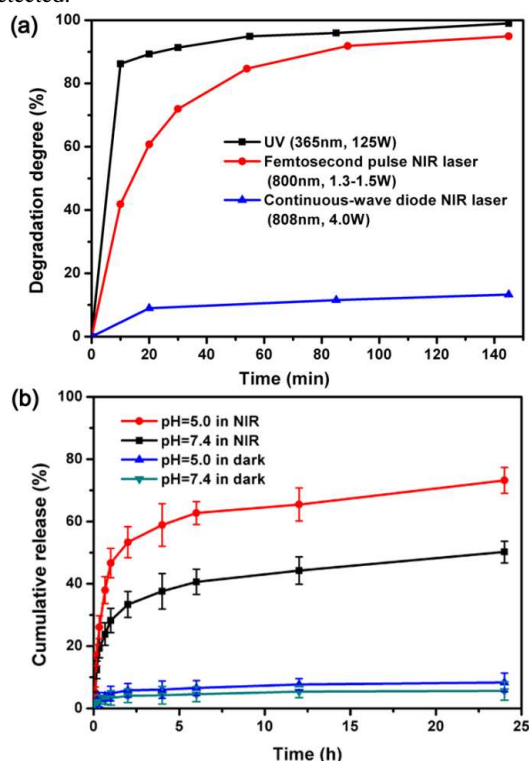 (a)
100
80
60
40
20
0
Degradation degree (%)
UV (365nm, 125W)
Femtosecond pulse NIR laser
(800nm, 1.3-1.5W)
Continuous-wave diode NIR laser
(808nm, 4.0W)
0 20 40 60 80 100 120 140
Time (min)
(b)
100
80
60
40
20
0
Cumulative release (%)
pH=5.0 in NIR
pH=7.4 in NIR
pH=5.0 in dark
pH=7.4 in dark
0 5 10 15 20 25
Time (h)